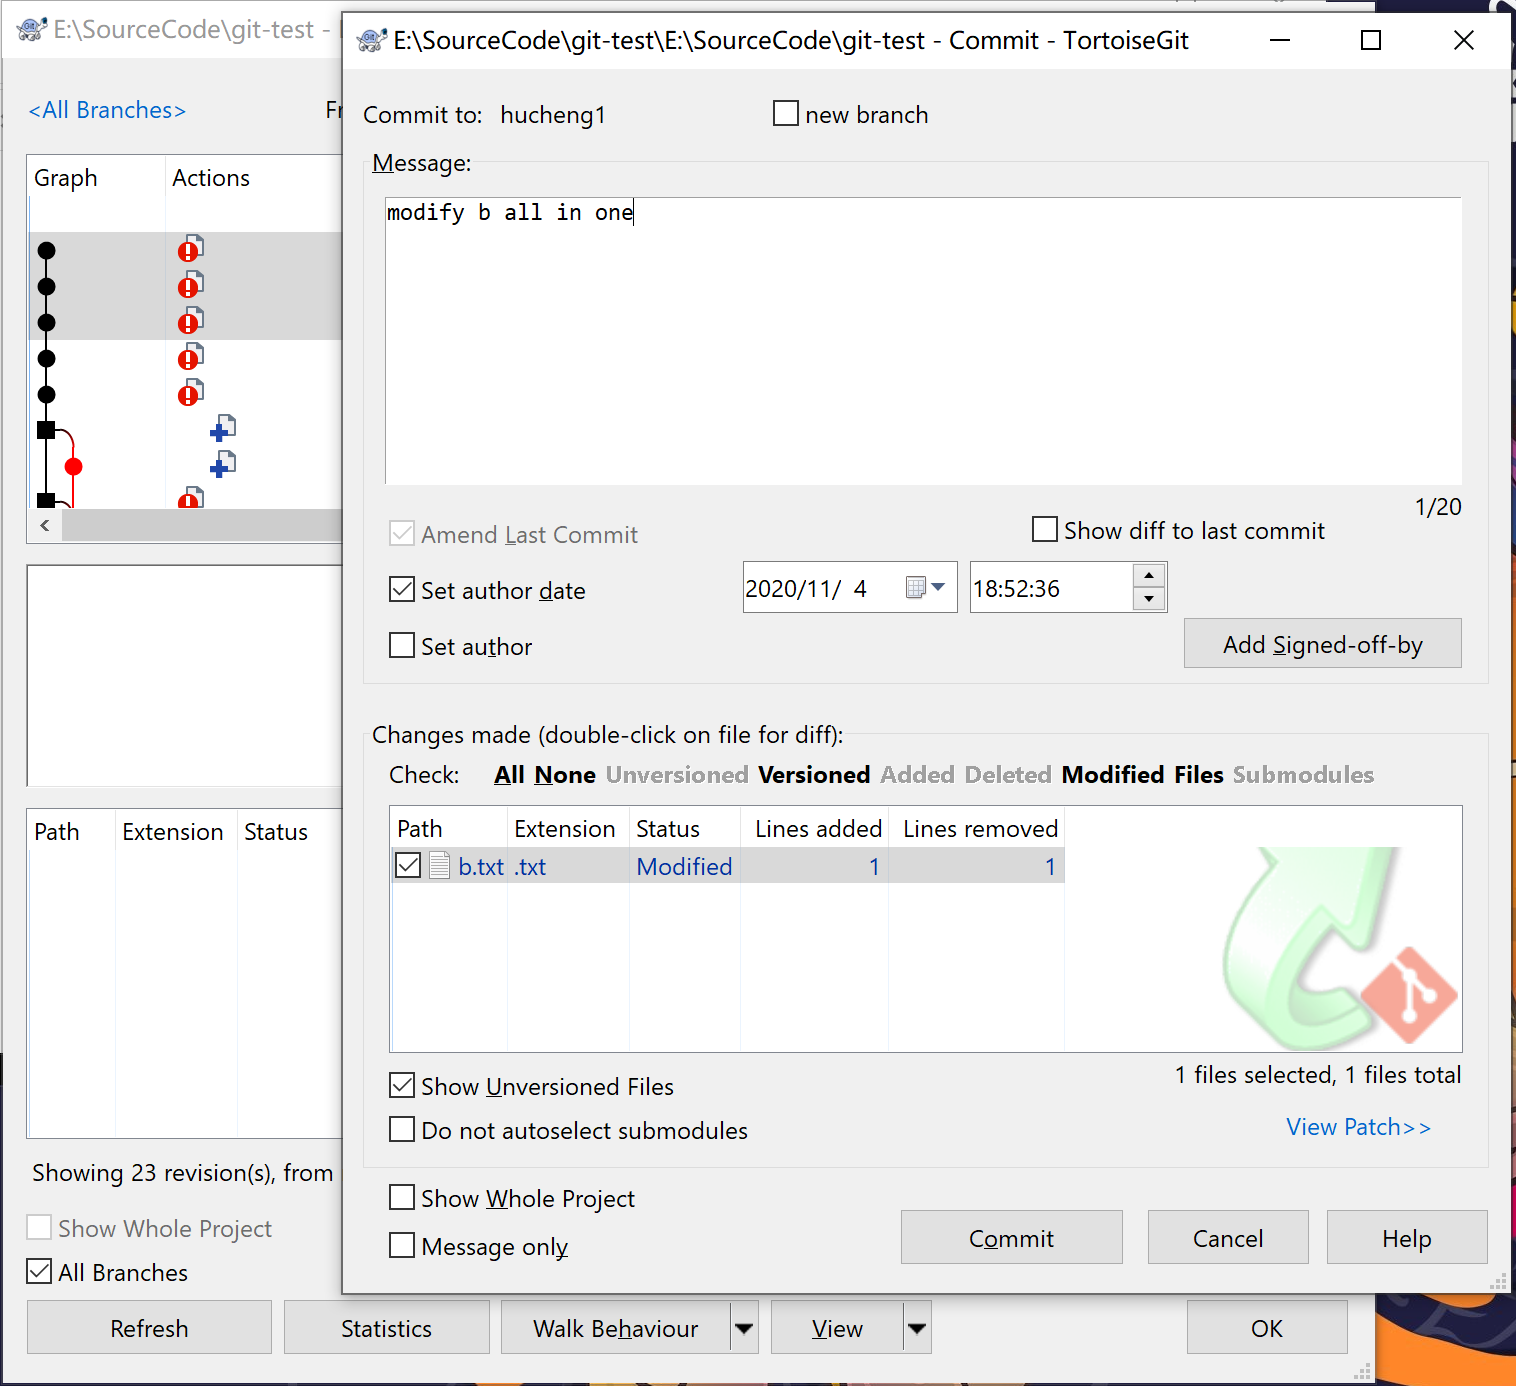 E:\SourceCode\git-test -
E:\SourceCode\git-test\E:\SourceCode\git-test - Commit - TortoiseGit
<All Branches>
Commit to: hucheng1
new branch
Message:
Graph Actions
modify b all in one
1/20
Amend Last Commit
Show diff to last commit
Set author date
2020/11/ 4
18:52:36
Set author
Add Signed-off-by
Changes made (double-click on file for diff):
Check: All None Unversioned Versioned Added Deleted Modified Files Submodules
Path Extension Status
Path Extension Status Lines added Lines removed
b.txt .txt Modified 1 1
1 files selected, 1 files total
Show Unversioned Files
Do not autoselect submodules
View Patch>>
Showing 23 revision(s), from
Show Whole Project
Show Whole Project
Message only
Commit Cancel Help
All Branches
Refresh Statistics Walk Behaviour View OK